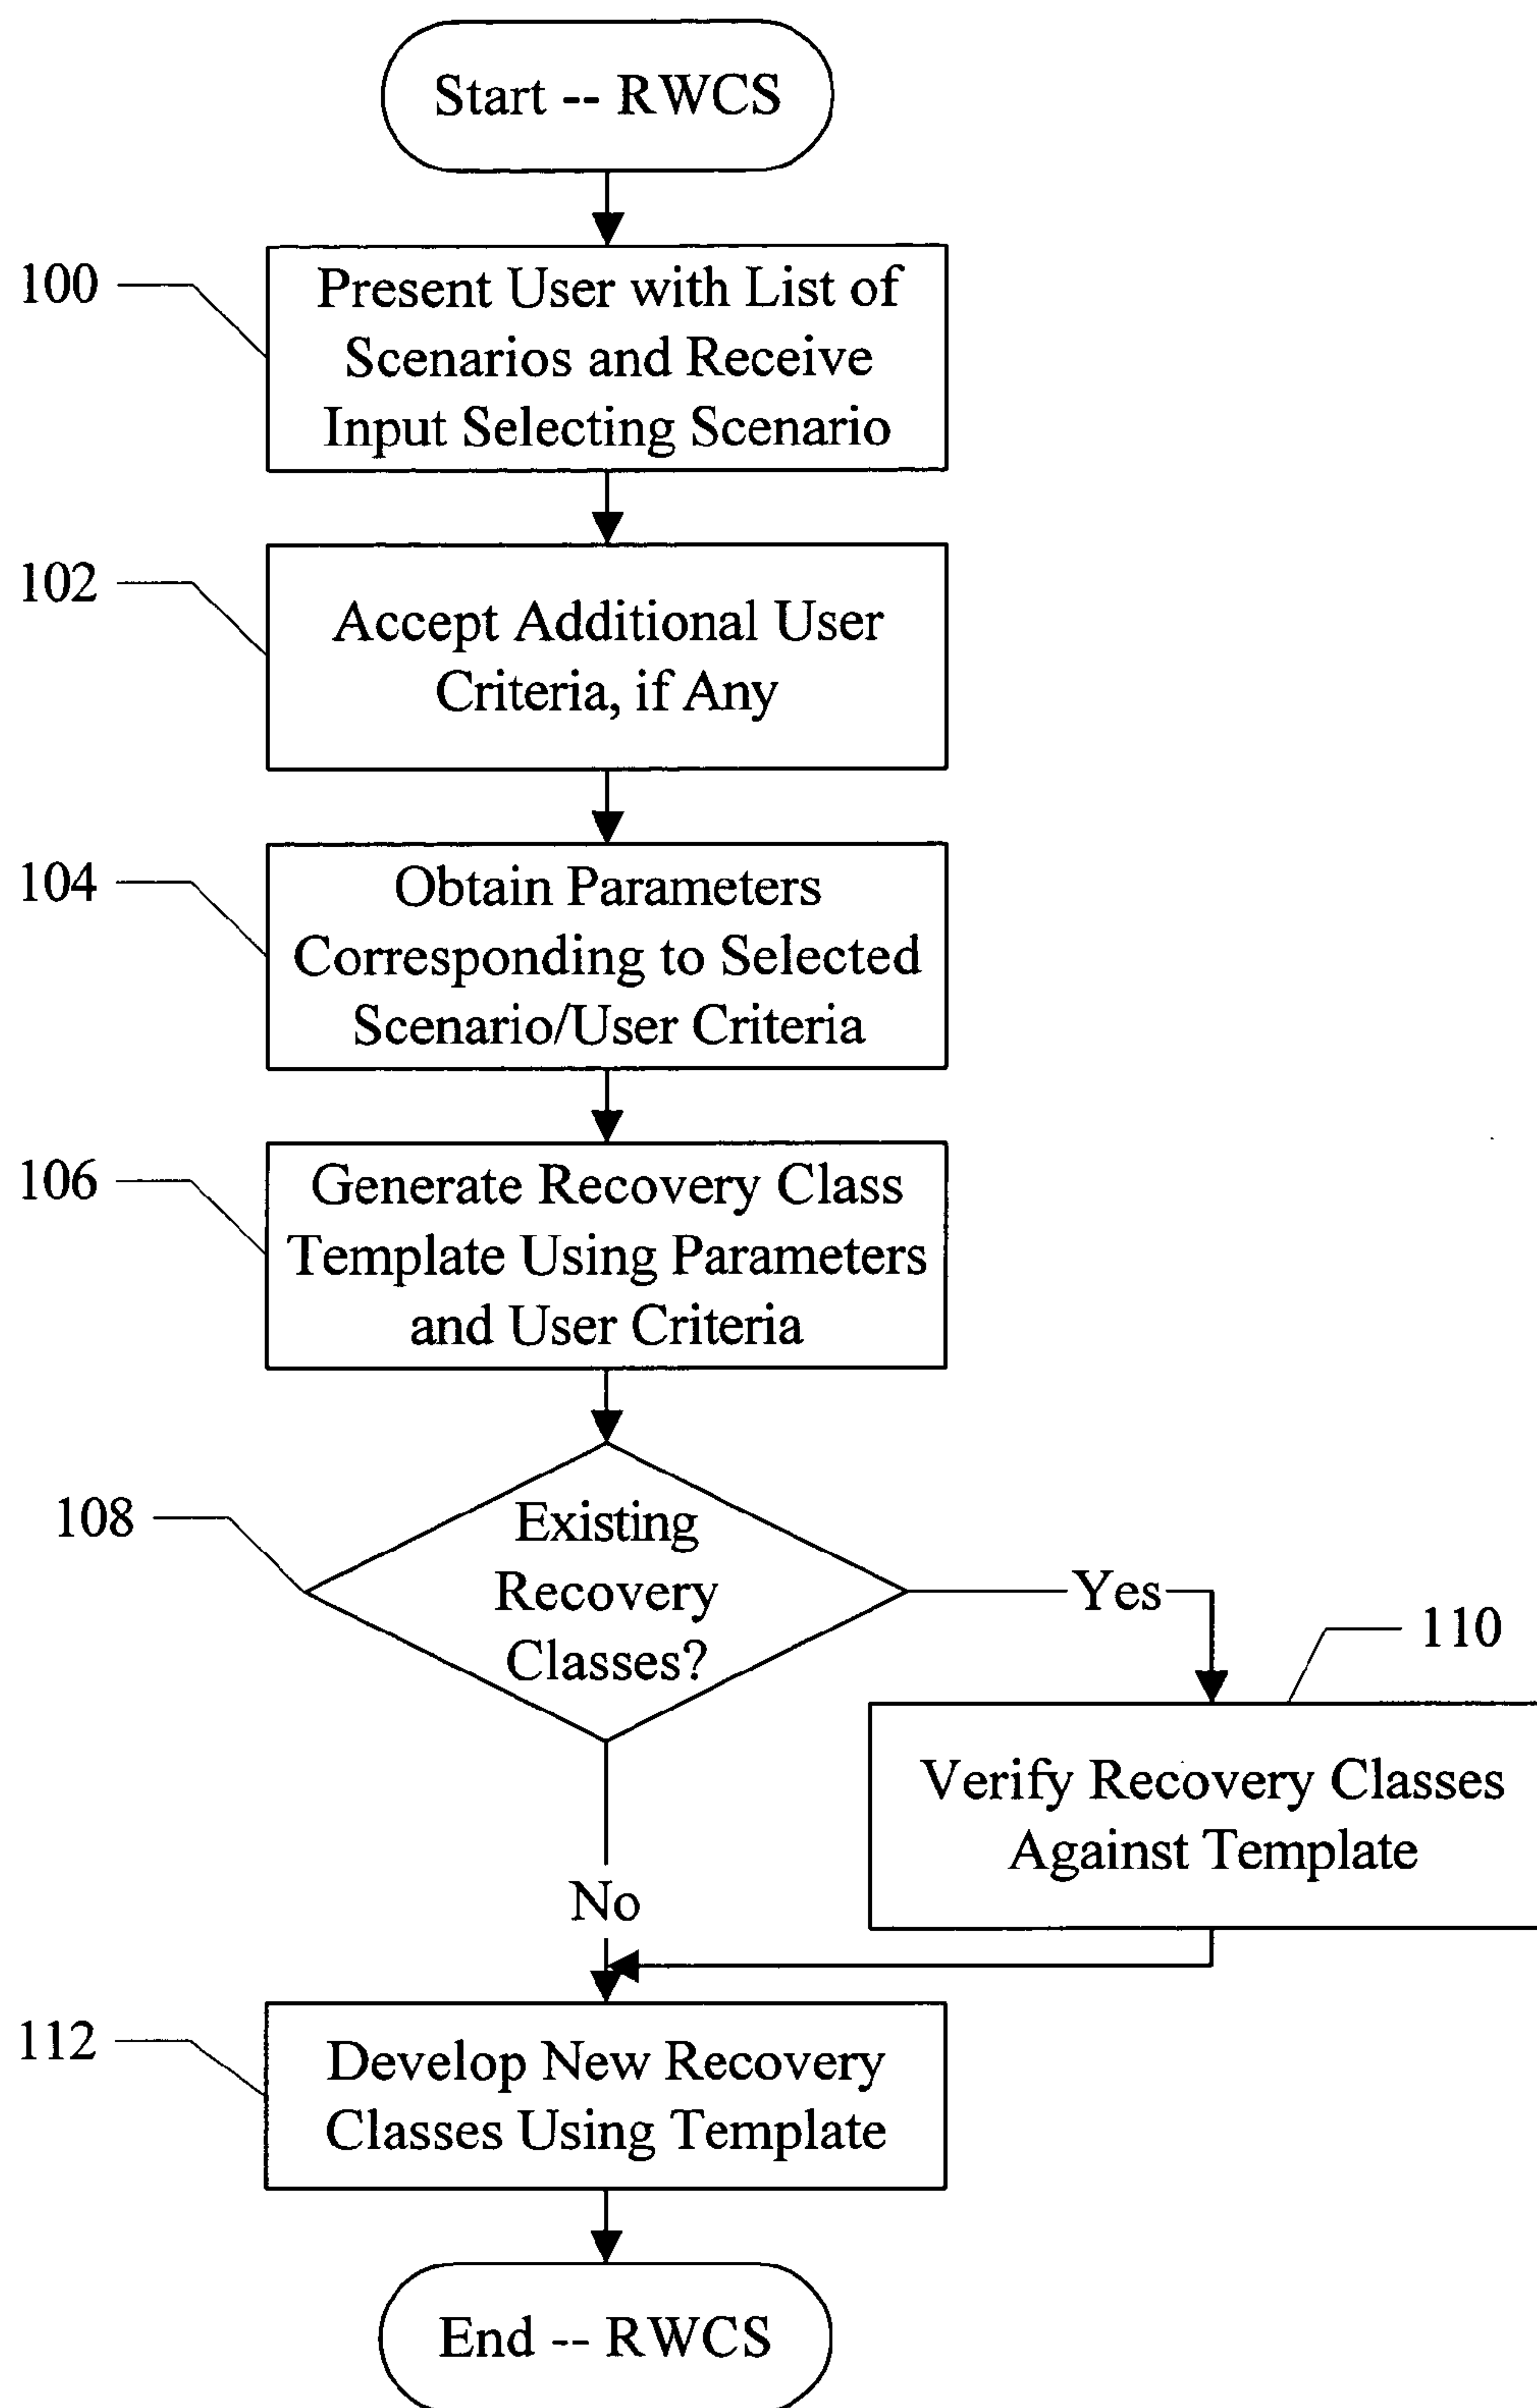 Start -- RWCS
100
Present User with List of
Scenarios and Receive
Input Selecting Scenario
102
Accept Additional User
Criteria, if Any
104
Obtain Parameters
Corresponding to Selected
Scenario/User Criteria
106
Generate Recovery Class
Template Using Parameters
and User Criteria
108
Existing
Recovery
Classes?
Yes
110
Verify Recovery Classes
Against Template
No
112
Develop New Recovery
Classes Using Template
End -- RWCS